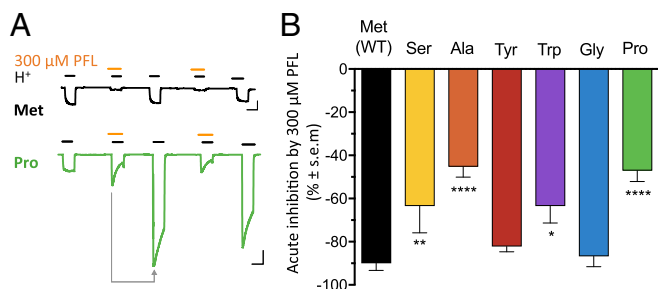 A
300 µM PFL
H+
Met
Pro
B
Acute inhibition by 300 µM PFL
(% ± s.e.m)
Met
(WT) Ser Ala Tyr Trp Gly Pro
0
-20
-40
-60
-80
-100
**
****
*
****